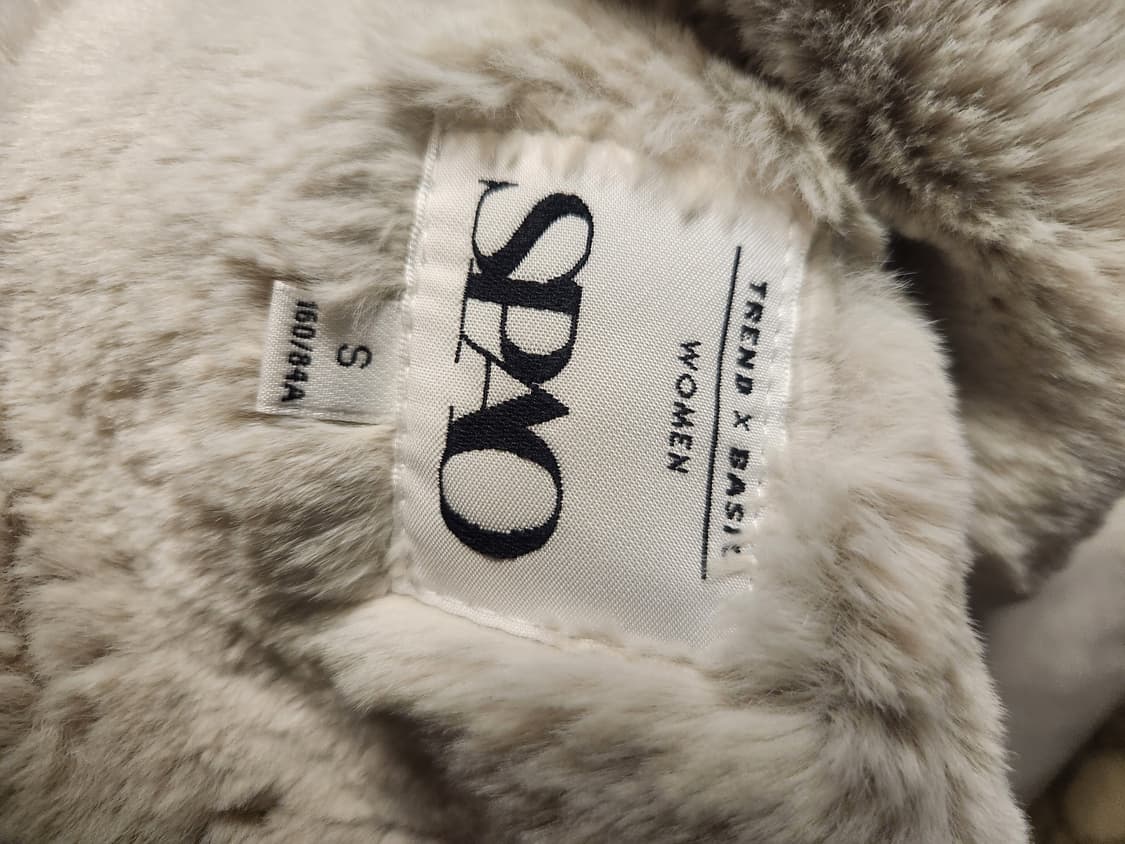 TREND X BASIC
WOMEN
SPAO
S
160/84A